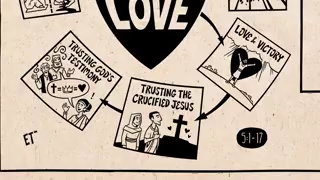 LOVE
LOVE & VICTORY
TRUSTING GOD'S
TESTIMONY
TRUSTING THE
CRUCIFIED JESUS
5:1-17